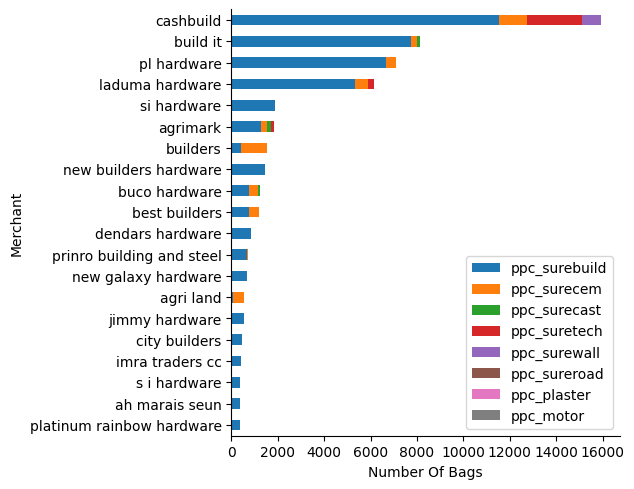 cashbuild
build it
pl hardware
laduma hardware
si hardware
agrimark
builders
new builders hardware
buco hardware
best builders
dendars hardware
prinro building and steel
new galaxy hardware
agri land
jimmy hardware
city builders
imra traders cc
s i hardware
ah marais seun
platinum rainbow hardware
Merchant
ppc_surebuild
ppc_surecem
ppc_surecast
ppc_suretech
ppc_surewall
ppc_sureroad
ppc_plaster
ppc_motor
0 2000 4000 6000 8000 10000 12000 14000 16000
Number Of Bags